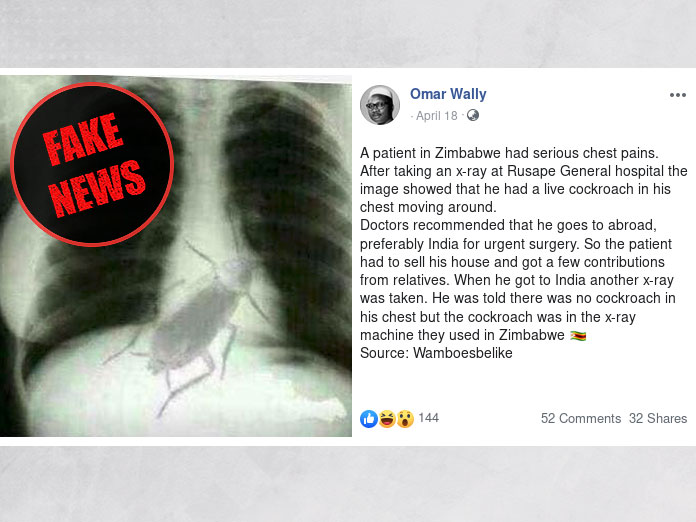 FAKE
NEWS
Omar Wally
· April 18 ·
A patient in Zimbabwe had serious chest pains.
After taking an x-ray at Rusape General hospital the
image showed that he had a live cockroach in his
chest moving around.
Doctors recommended that he goes to abroad,
preferably India for urgent surgery. So the patient
had to sell his house and got a few contributions
from relatives. When he got to India another x-ray
was taken. He was told there was no cockroach in
his chest but the cockroach was in the x-ray
machine they used in Zimbabwe 🇿🇼
Source: Wamboesbelike
144
52 Comments 32 Shares